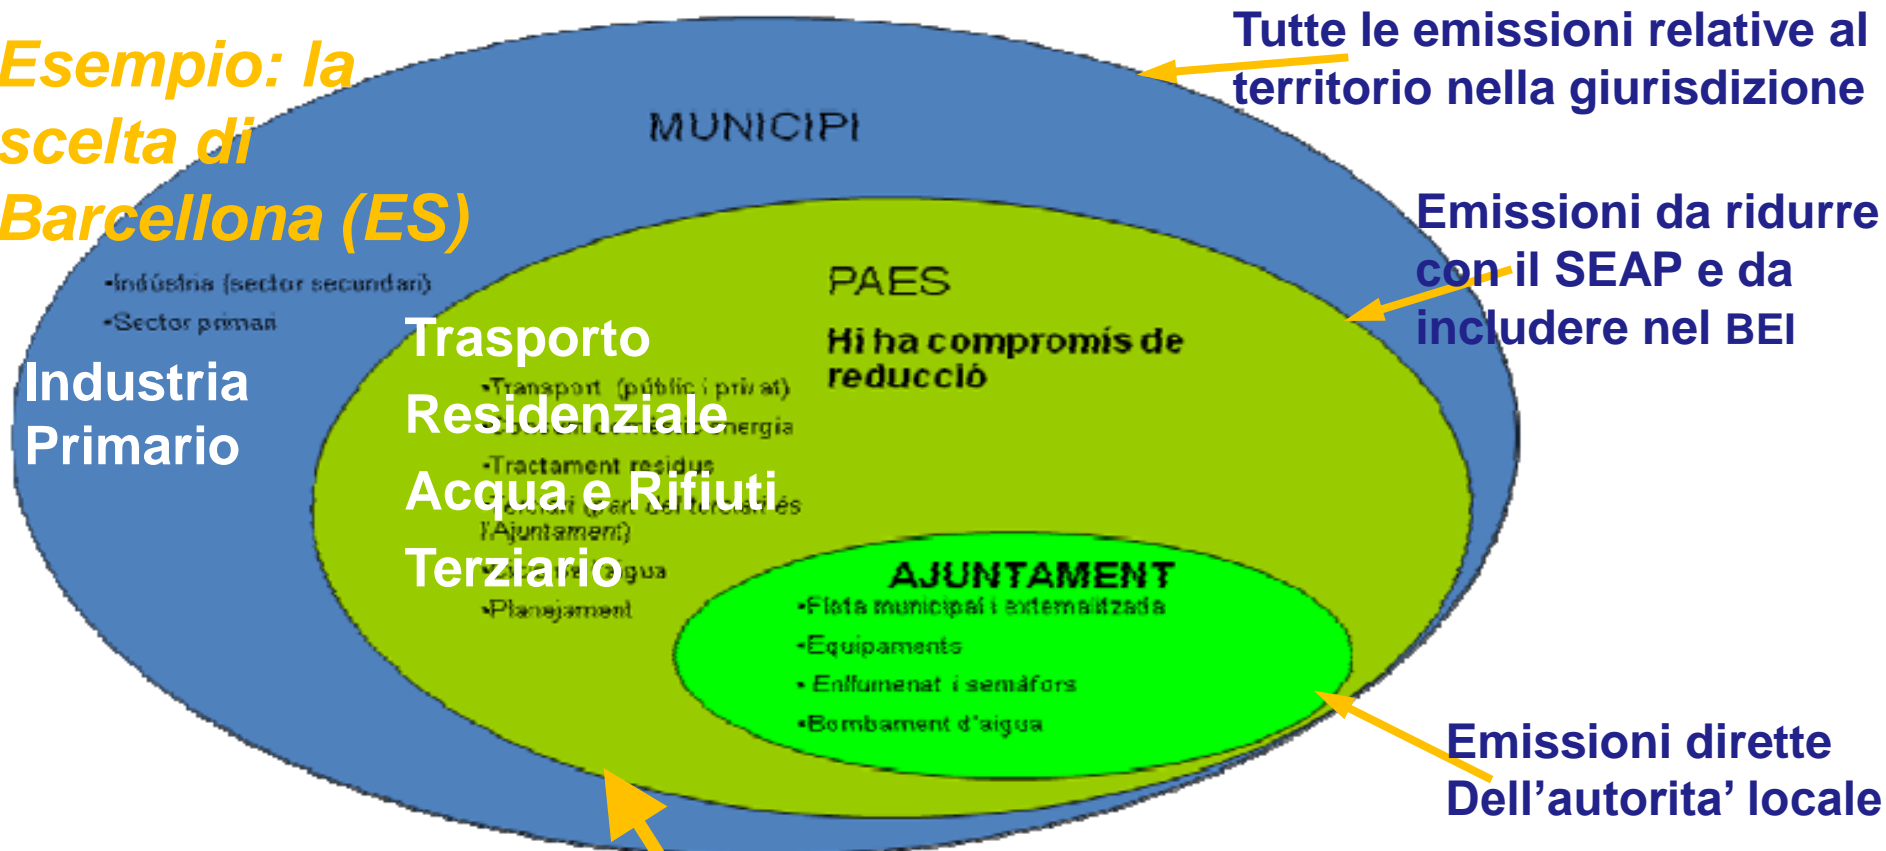 Esempio: la
scelta di
Barcellona (ES)
Tutte le emissioni relative al
territorio nella giurisdizione
MUNICIPI
Emissioni da ridurre
con il SEAP e da
includere nel BEI
•Indústria (sector secundari)
•Sector primari
Industria
Primario
PAES
Hi ha compromís de
reducció
Trasporto
•Transport (públic i privat)
Residenziale
energia
•Tractament residus
Acqua e Rifiuti
l'Ajuntament)
Terziario
•Planejament
AJUNTAMENT
•Flota municipal i externalitzada
•Equipaments
• Enllumenat i semàfors
•Bombament d'aigua
Emissioni dirette
Dell'autorita' locale